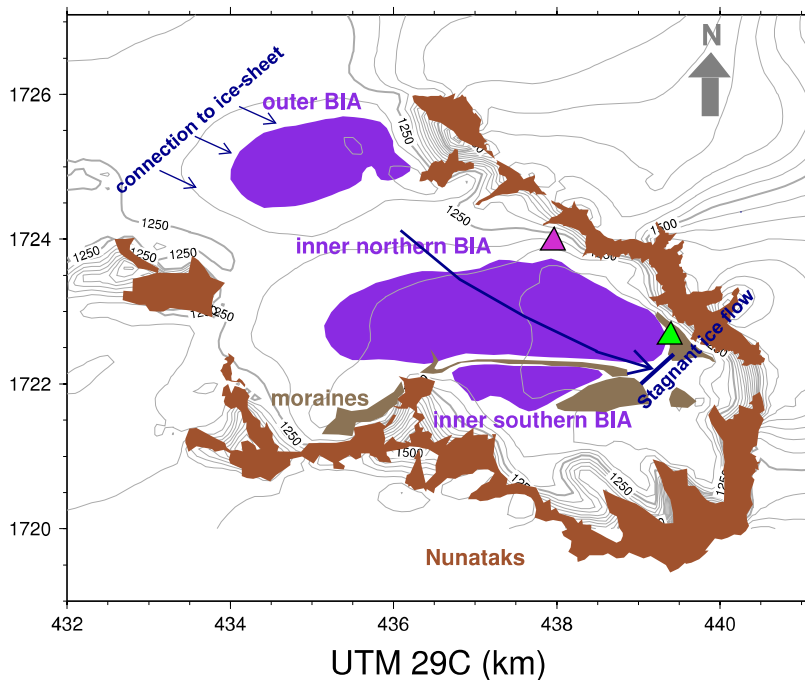 N
1726
outer BIA
connection to ice-sheet
1250
1250
1250
1250
1500
1724
inner northern BIA
1250
1250
Stagnant ice flow
1722
moraines
inner southern BIA
1250
1500
1250
1250
1720
Nunataks
432
434
436
438
440
UTM 29C (km)